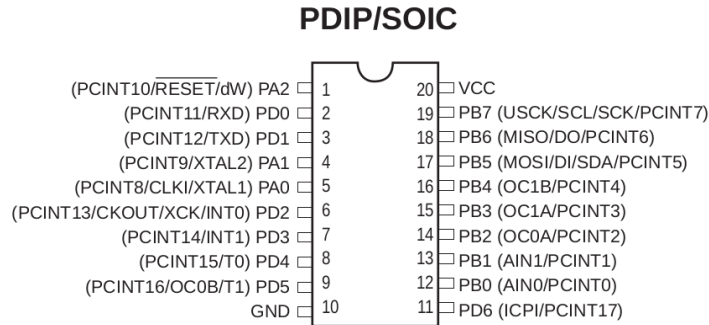 PDIP/SOIC
(PCINT10/RESET/dW) PA2 1 20 VCC
(PCINT11/RXD) PD0 2 19 PB7 (USCK/SCL/SCK/PCINT7)
(PCINT12/TXD) PD1 3 18 PB6 (MISO/DO/PCINT6)
(PCINT9/XTAL2) PA1 4 17 PB5 (MOSI/DI/SDA/PCINT5)
(PCINT8/CLKI/XTAL1) PA0 5 16 PB4 (OC1B/PCINT4)
(PCINT13/CKOUT/XCK/INT0) PD2 6 15 PB3 (OC1A/PCINT3)
(PCINT14/INT1) PD3 7 14 PB2 (OC0A/PCINT2)
(PCINT15/T0) PD4 8 13 PB1 (AIN1/PCINT1)
(PCINT16/OC0B/T1) PD5 9 12 PB0 (AIN0/PCINT0)
GND 10 11 PD6 (ICPI/PCINT17)